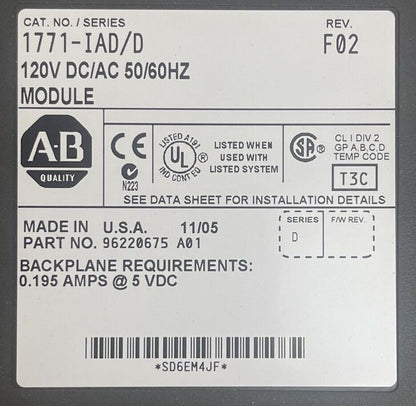 CAT. NO. / SERIES REV.
1771-IAD/D F02
120V DC/AC 50/60HZ
MODULE
AB
QUALITY
CE
N223
LISTED A191
UL
IND CONT EQ
LISTED WHEN
USED WITH
LISTED SYSTEM
SA
CL I DIV 2
GP A,B,C,D
TEMP CODE
T3C
SEE DATA SHEET FOR INSTALLATION DETAILS
MADE IN U.S.A. 11/05
PART NO. 96220675 A01
SERIES F/W REV.
D
BACKPLANE REQUIREMENTS:
0.195 AMPS @ 5 VDC
*SD6EM4JF*